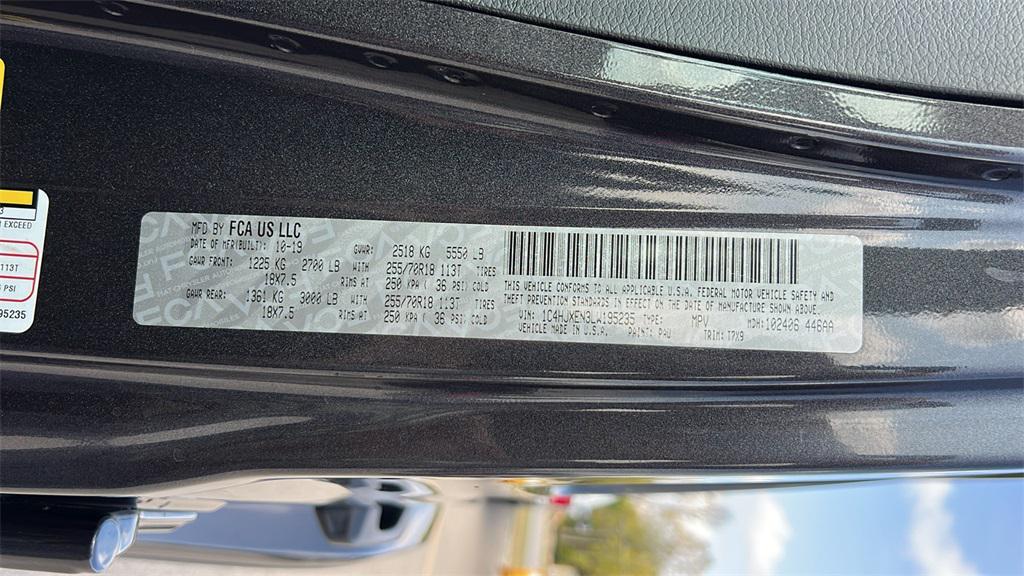 3
R EXCEED
113T
PSI
95235
MFD BY FCA US LLC
DATE OF MFR(BUILT): 10-19 GVWR: 2518 KG 5550 LB
GAWR FRONT: 1225 KG 2700 LB WITH 255/70R18 113T TIRES
18X7.5 RIMS AT 250 KPA ( 36 PSI) COLD
GAWR REAR: 1361 KG 3000 LB WITH 255/70R18 113T TIRES
18X7.5 RIMS AT 250 KPA ( 36 PSI) COLD
THIS VEHICLE CONFORMS TO ALL APPLICABLE U.S.A. FEDERAL MOTOR VEHICLE SAFETY AND
THEFT PREVENTION STANDARDS IN EFFECT ON THE DATE OF MANUFACTURE SHOWN ABOVE.
VIN: 1C4HJXEN9LW195235 TYPE: MPV MDH: 102406 446AA
VEHICLE MADE IN U.S.A. PAINT: PAU TRIM: T7X9